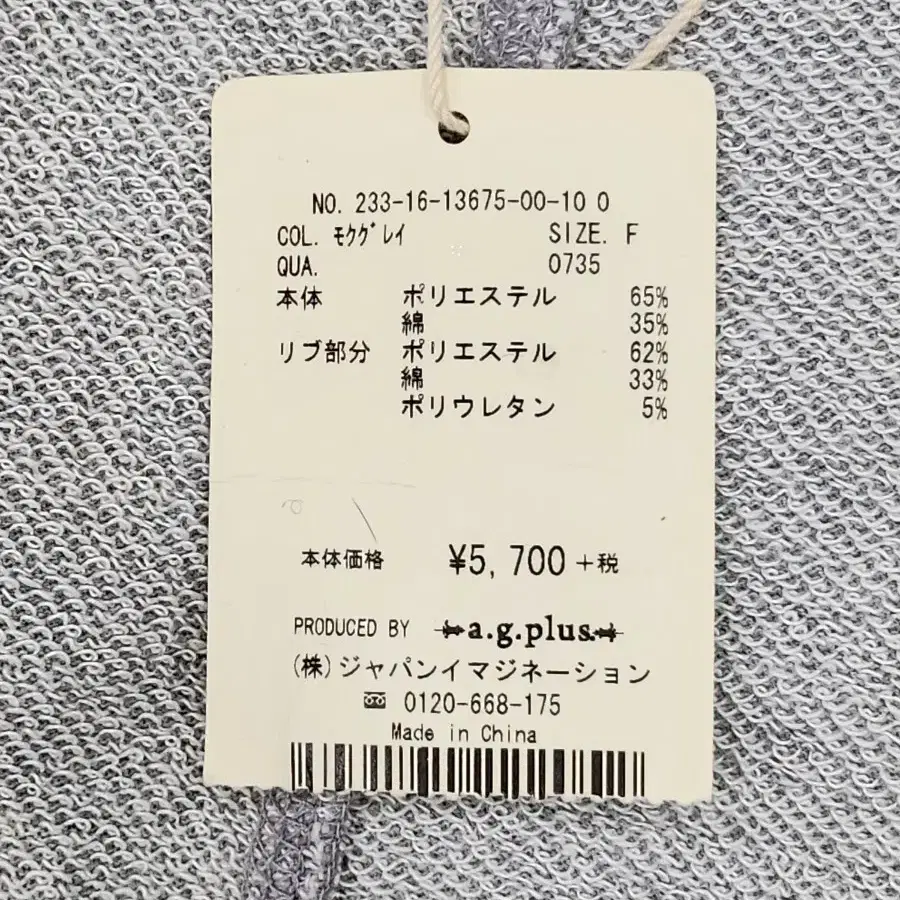 NO. 233-16-13675-00-10 0
COL. ﾓｸｸﾞﾚｲ SIZE. F
QUA. 0735
本体 ポリエステル 65%
綿 35%
リブ部分 ポリエステル 62%
綿 33%
ポリウレタン 5%
本体価格 ¥5,700+税
PRODUCED BY a.g.plus.
(株)ジャパンイマジネーション
0120-668-175
Made in China